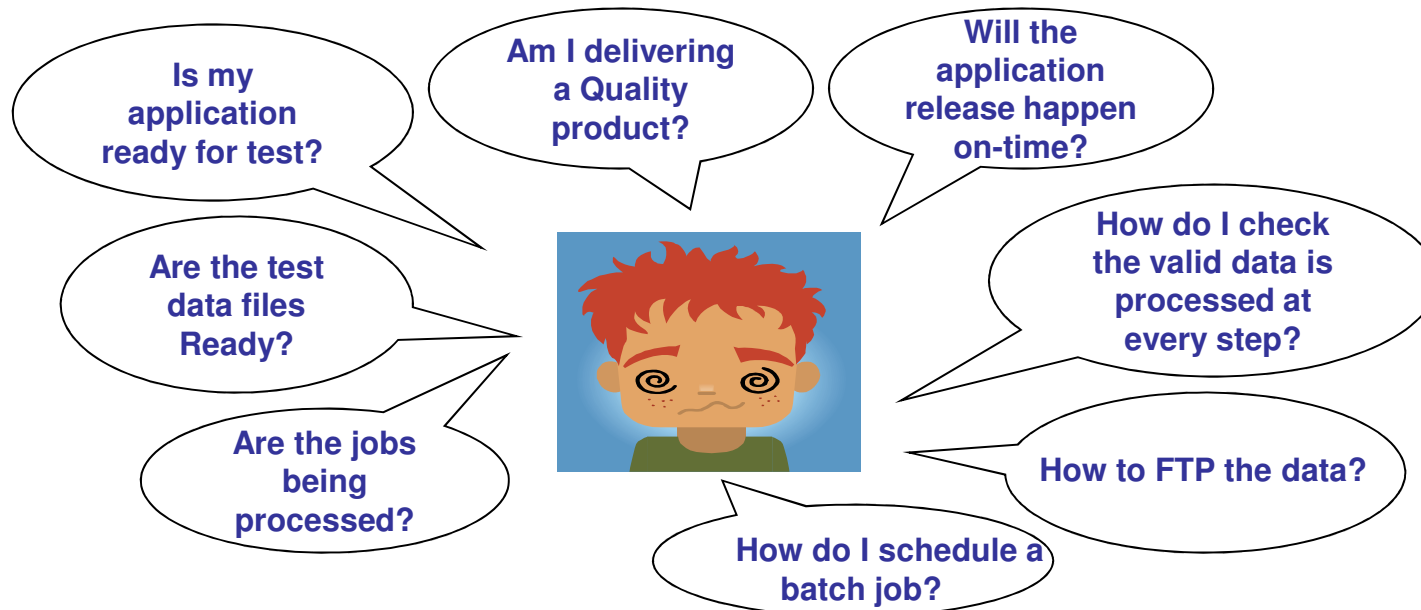 Is my
application
ready for test?
Am I delivering
a Quality
product?
Will the
application
release happen
on-time?
Are the test
data files
Ready?
How do I check
the valid data is
processed at
every step?
Are the jobs
being
processed?
How to FTP the data?
How do I schedule a
batch job?